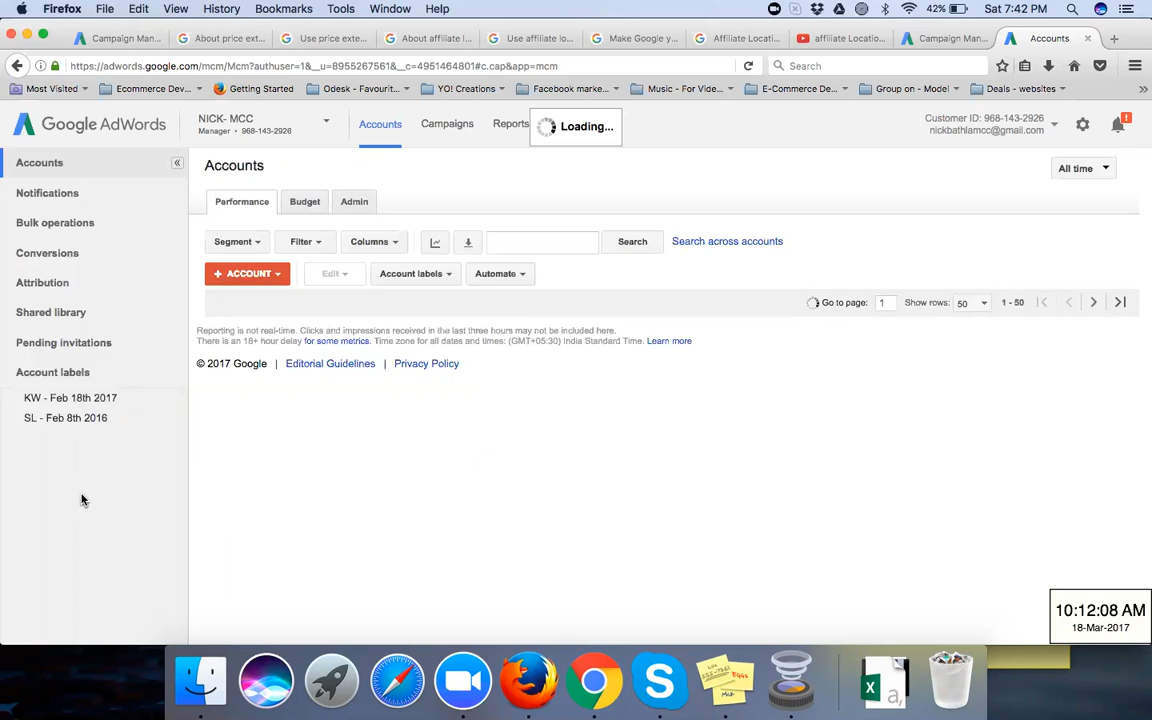 Firefox File Edit View History Bookmarks Tools Window Help 42% Sat 7:42 PM
Campaign Man... About price ext... Use price exte... About affiliate l... Use affiliate lo... Make Google y... Affiliate Locati... affiliate Locatio... Campaign Man... Accounts
https://adwords.google.com/mcm/Mcm?authuser=1&__u=8955267561&__c=4951464801#c.cap&app=mcm Search
Most Visited Ecommerce Dev... Getting Started Odesk - Favourit... YO! Creations Facebook marke... Music - For Vide... E-Commerce De... Group on - Model Deals - websites
Google AdWords
NICK- MCC
Manager • 968-143-2926
Accounts Campaigns Reports
Loading...
Customer ID: 968-143-2926
nickbathlamcc@gmail.com
!
Accounts
Notifications
Bulk operations
Conversions
Attribution
Shared library
Pending invitations
Account labels
KW - Feb 18th 2017
SL - Feb 8th 2016
Accounts
All time
Performance Budget Admin
Segment Filter Columns Search Search across accounts
+ ACCOUNT Edit Account labels Automate
Go to page: 1 Show rows: 50 1 - 50
Reporting is not real-time. Clicks and impressions received in the last three hours may not be included here.
There is an 18+ hour delay for some metrics. Time zone for all dates and times: (GMT+05:30) India Standard Time. Learn more
© 2017 Google | Editorial Guidelines | Privacy Policy
10:12:08 AM
18-Mar-2017